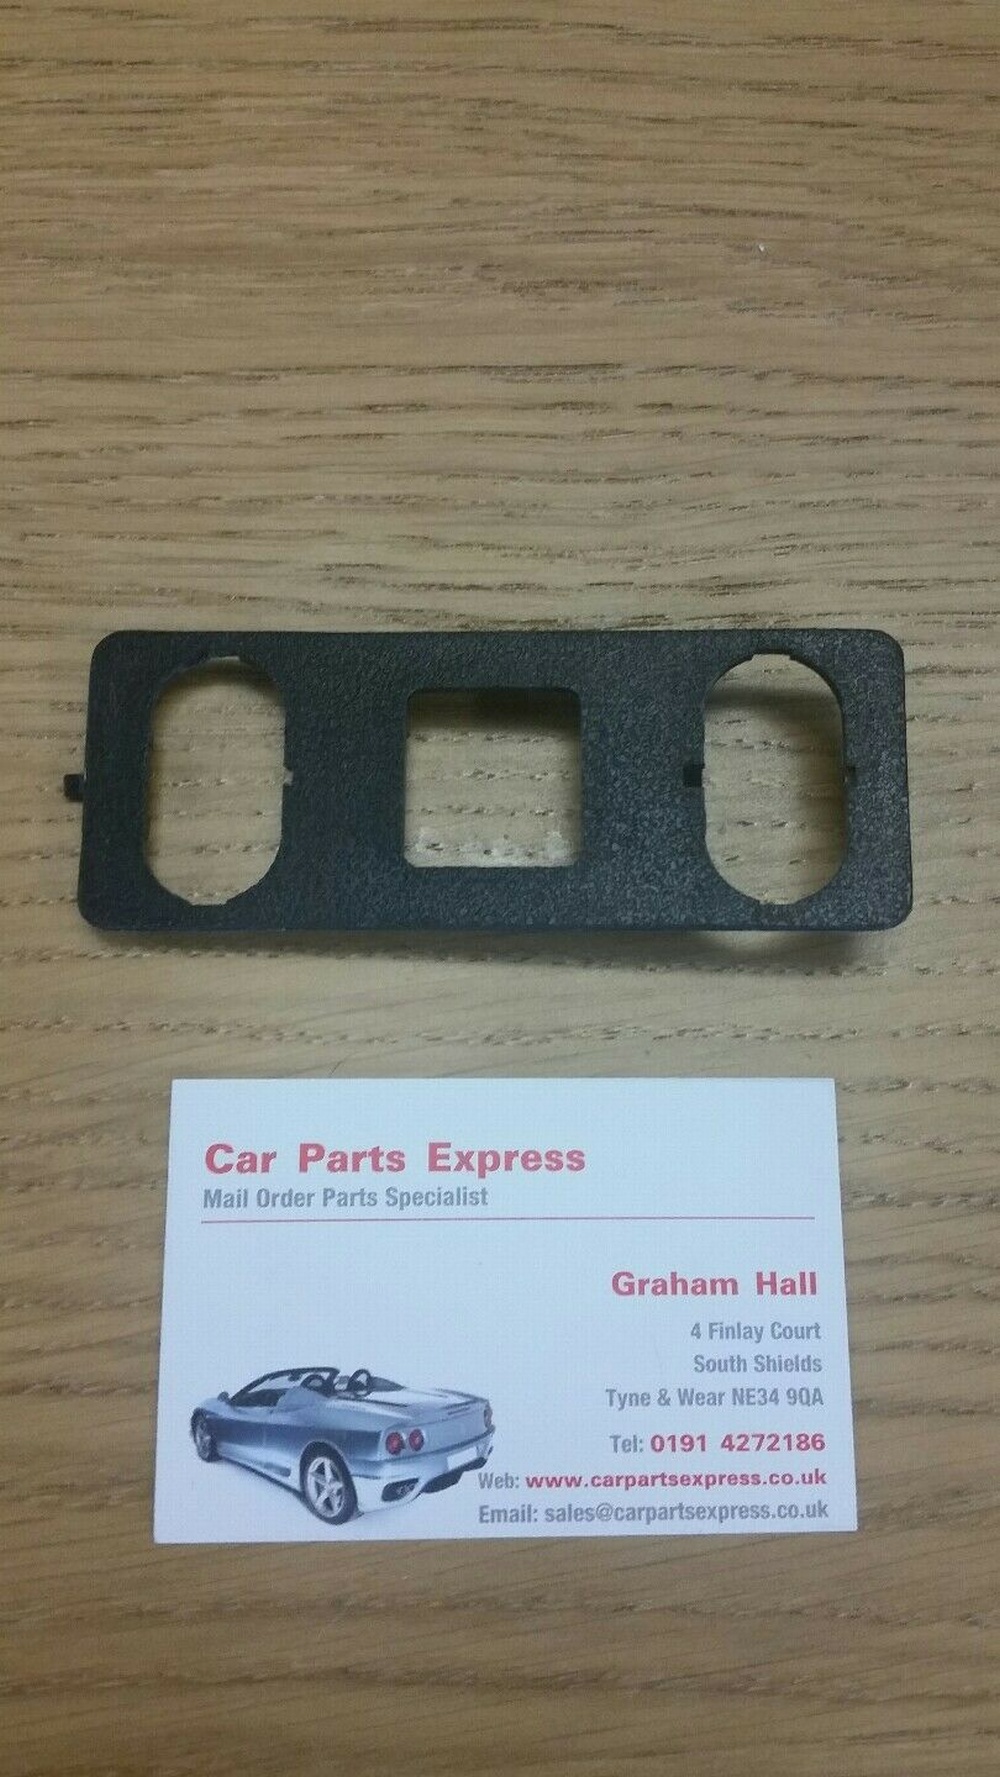 Car Parts Express
Mail Order Parts Specialist
Graham Hall
4 Finlay Court
South Shields
Tyne & Wear NE34 9QA
Tel: 0191 4272186
Web: www.carpartsexpress.co.uk
Email: sales@carpartsexpress.co.uk